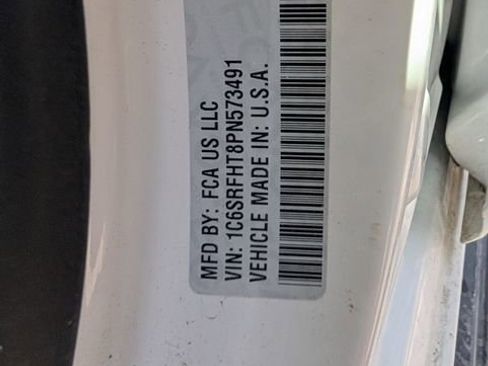 MFD BY: FCA US LLC
VIN: 1C6SRFHT8PN573491
VEHICLE MADE IN: U.S.A.